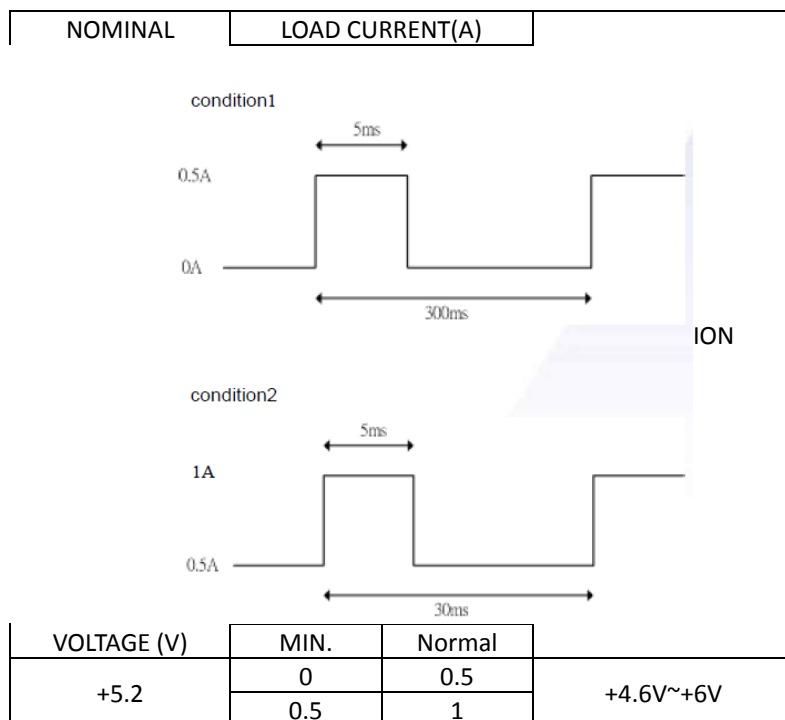 NOMINAL LOAD CURRENT(A)
condition1
5ms
0.5A
0A
300ms
ION
condition2
5ms
1A
0.5A
30ms
VOLTAGE (V) MIN. Normal
+5.2 0 0.5 +4.6V~+6V
0.5 1